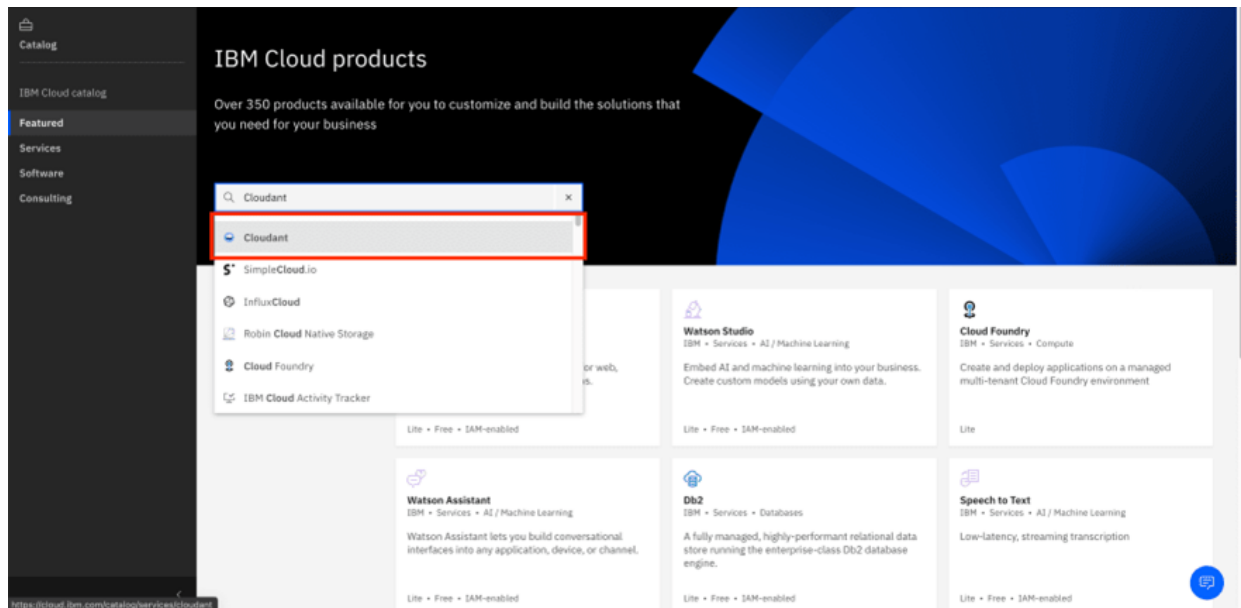 Catalog
IBM Cloud catalog
Featured
Services
Software
Consulting
IBM Cloud products
Over 350 products available for you to customize and build the solutions that
you need for your business
Cloudant
Cloudant
SimpleCloud.io
InfluxCloud
Robin Cloud Native Storage
Cloud Foundry
IBM Cloud Activity Tracker
or web,
s.
Lite • Free • IAM-enabled
Watson Studio
IBM • Services • AI / Machine Learning
Embed AI and machine learning into your business.
Create custom models using your own data.
Lite • Free • IAM-enabled
Cloud Foundry
IBM • Services • Compute
Create and deploy applications on a managed
multi-tenant Cloud Foundry environment
Lite
Watson Assistant
IBM • Services • AI / Machine Learning
Watson Assistant lets you build conversational
interfaces into any application, device, or channel.
Lite • Free • IAM-enabled
Db2
IBM • Services • Databases
A fully managed, highly-performant relational data
store running the enterprise-class Db2 database
engine.
Lite • Free • IAM-enabled
Speech to Text
IBM • Services • AI / Machine Learning
Low-latency, streaming transcription
Lite • Free • IAM-enabled
https://cloud.ibm.com/catalog/services/cloudant